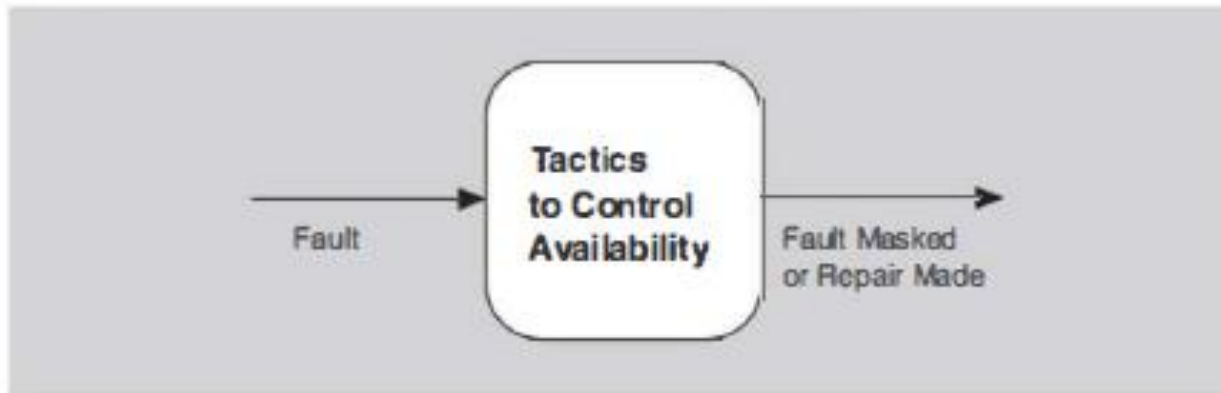 Tactics
to Control
Availability
Fault
Fault Masked
or Repair Made